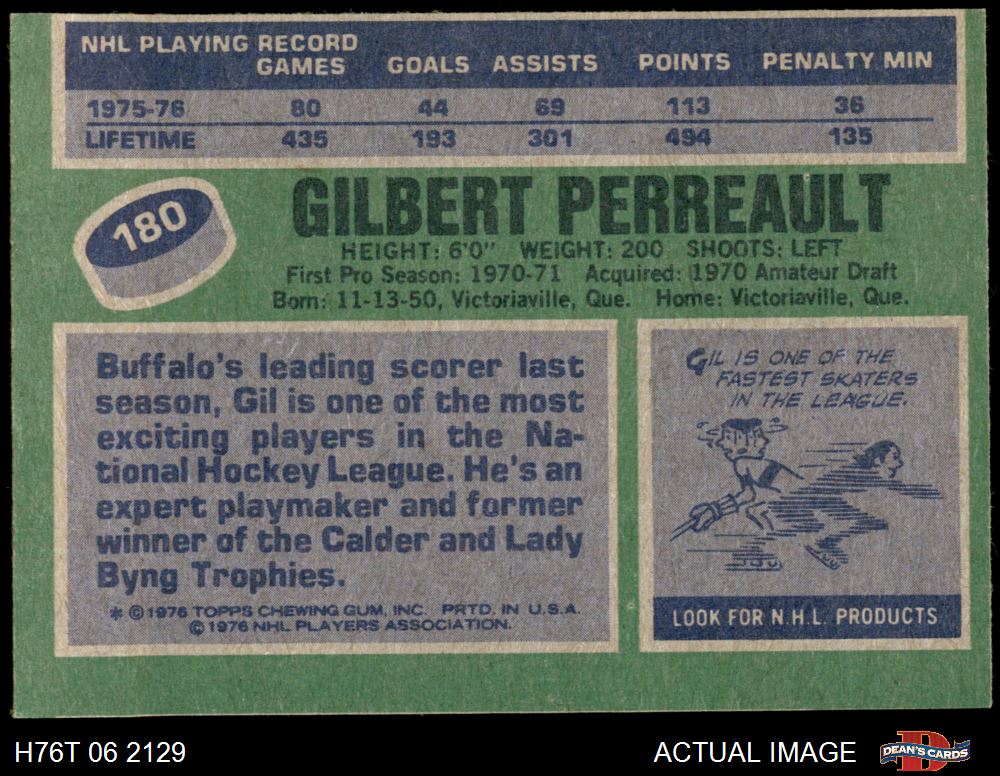 NHL PLAYING RECORD
GAMES GOALS ASSISTS POINTS PENALTY MIN
1975-76 80 44 69 113 36
LIFETIME 435 193 301 494 135
180
GILBERT PERREAULT
HEIGHT: 6'0" WEIGHT: 200 SHOOTS: LEFT
First Pro Season: 1970-71 Acquired: 1970 Amateur Draft
Born: 11-13-50, Victoriaville, Que. Home: Victoriaville, Que.
Buffalo's leading scorer last
season, Gil is one of the most
exciting players in the Na-
tional Hockey League. He's an
expert playmaker and former
winner of the Calder and Lady
Byng Trophies.
* © 1976 TOPPS CHEWING GUM, INC. PRTD. IN U.S.A.
© 1976 NHL PLAYERS ASSOCIATION.
GIL IS ONE OF THE
FASTEST SKATERS
IN THE LEAGUE.
LOOK FOR N.H.L. PRODUCTS
H76T 06 2129
ACTUAL IMAGE
DEAN'S CARDS